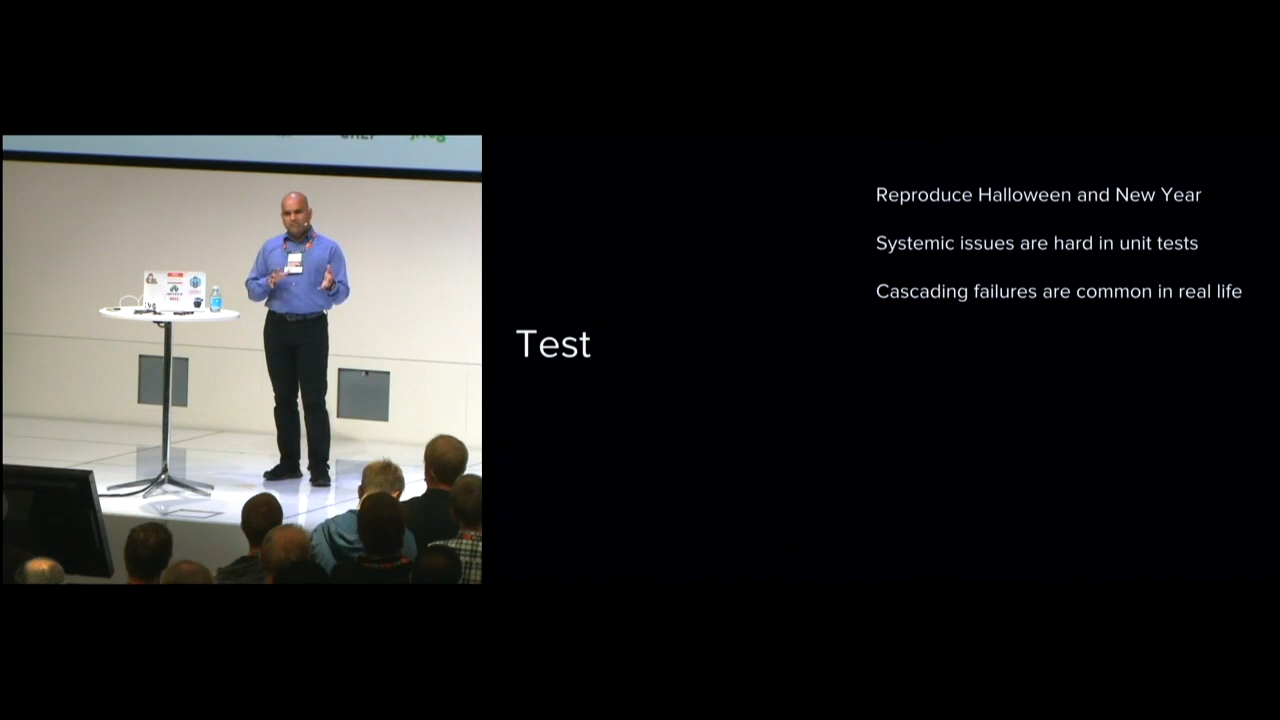 Test
Reproduce Halloween and New Year
Systemic issues are hard in unit tests
Cascading failures are common in real life